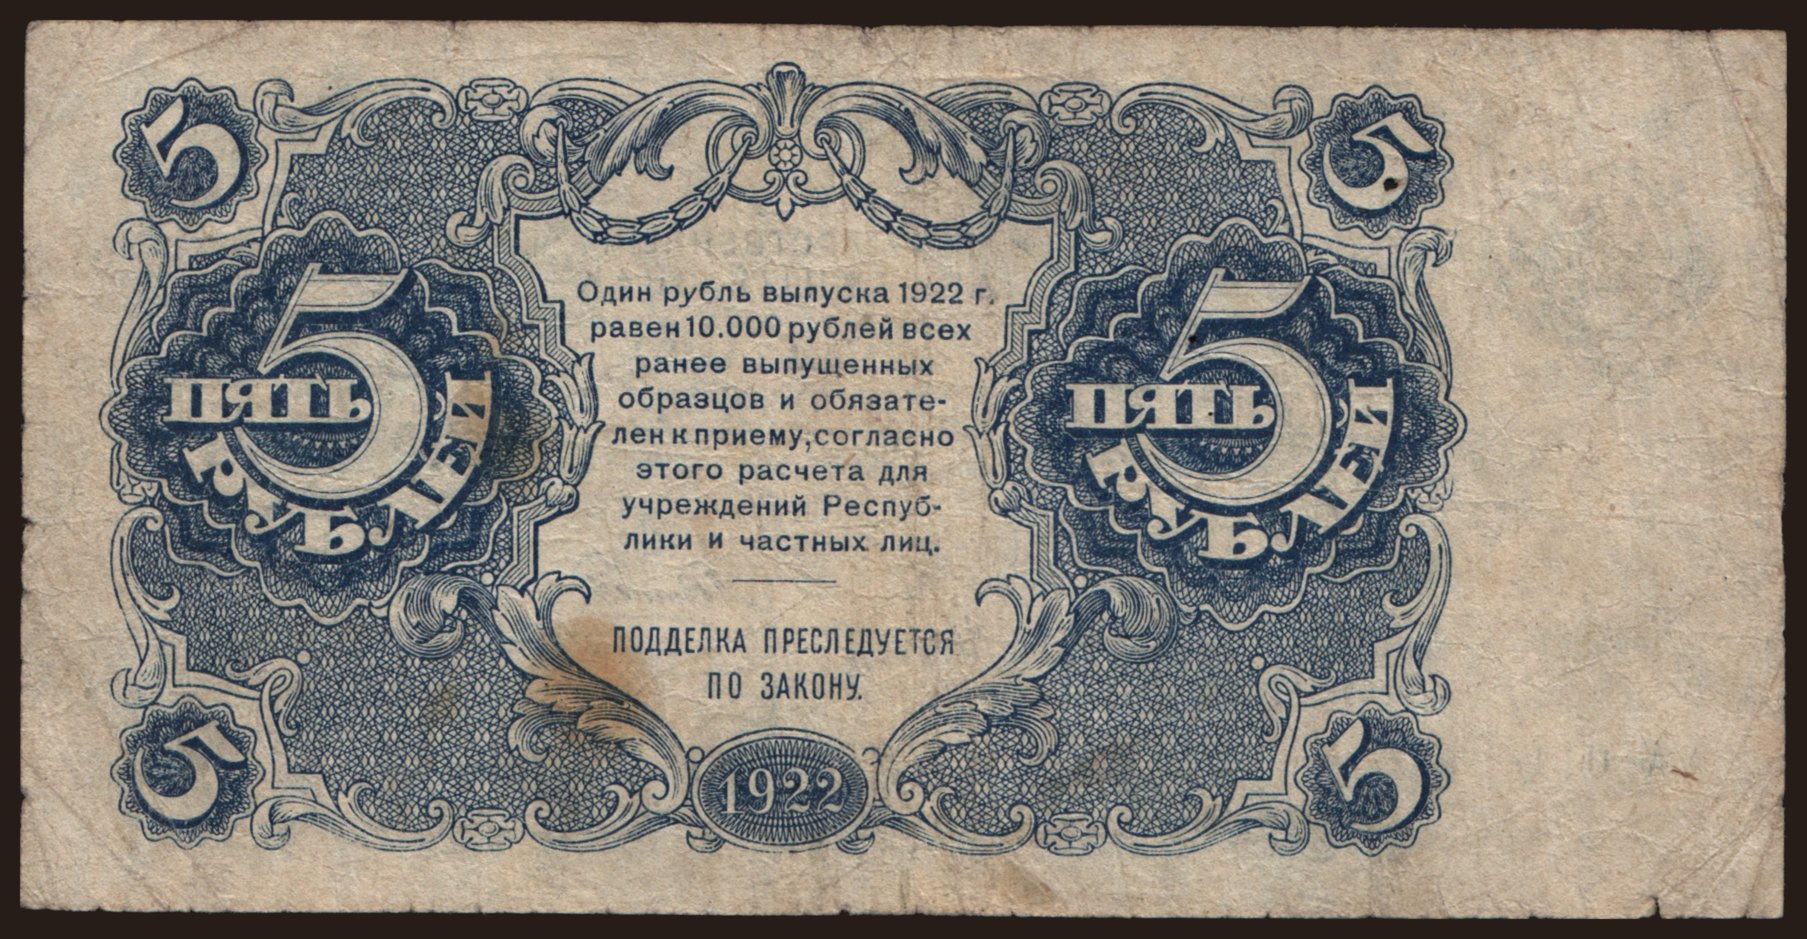 5 5
Один рубль выпуска 1922 г.
равен 10.000 рублей всех
ранее выпущенных
образцов и обязате-
лен к приему, согласно
этого расчета для
учреждений Респуб-
лики и частных лиц.
5 ПЯТЬ РУБЛЕЙ
5 ПЯТЬ РУБЛЕЙ
ПОДДЕЛКА ПРЕСЛЕДУЕТСЯ
ПО ЗАКОНУ.
5 1922 5